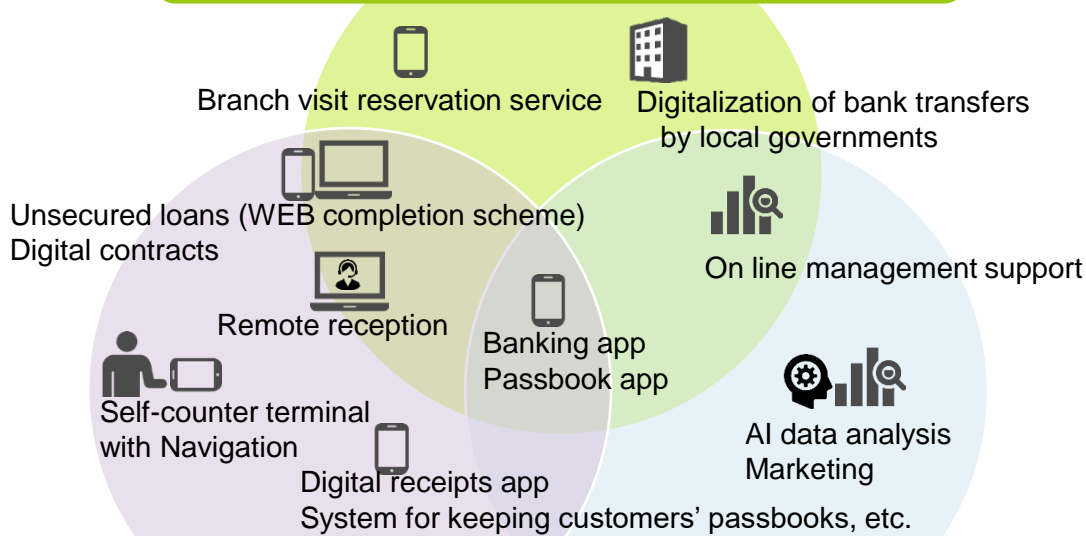 Branch visit reservation service
Digitalization of bank transfers
by local governments
Unsecured loans (WEB completion scheme)
Digital contracts
On line management support
Remote reception
Banking app
Passbook app
Self-counter terminal
with Navigation
AI data analysis
Marketing
Digital receipts app
System for keeping customers’ passbooks, etc.